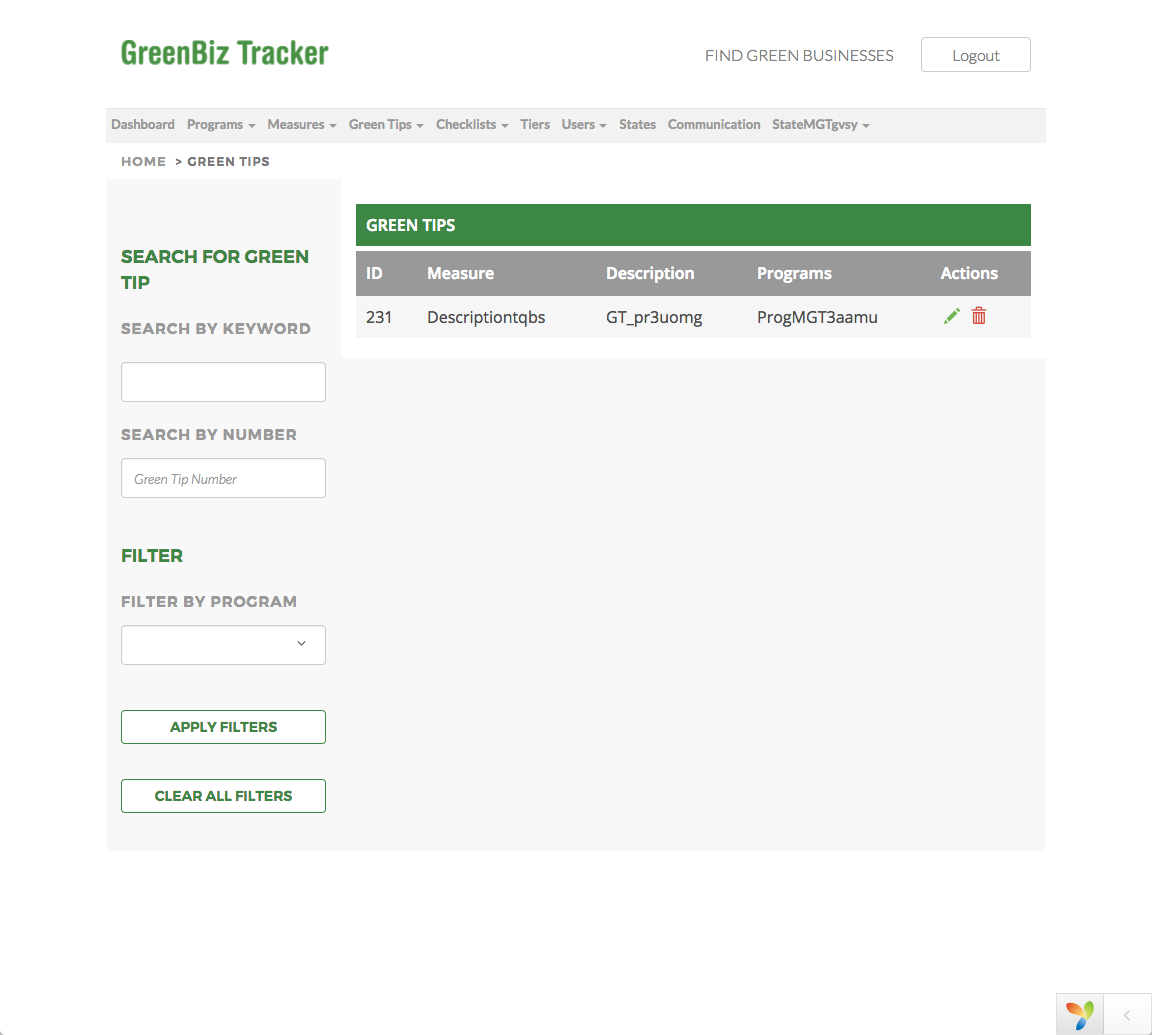 GreenBiz Tracker
FIND GREEN BUSINESSES Logout
Dashboard Programs Measures Green Tips Checklists Tiers Users States Communication StateMGTgvsy
HOME > GREEN TIPS
SEARCH FOR GREEN
TIP
SEARCH BY KEYWORD
SEARCH BY NUMBER
Green Tip Number
FILTER
FILTER BY PROGRAM
APPLY FILTERS
CLEAR ALL FILTERS
GREEN TIPS
ID Measure Description Programs Actions
231 Descriptiontqbs GT_pr3uomg ProgMGT3aamu